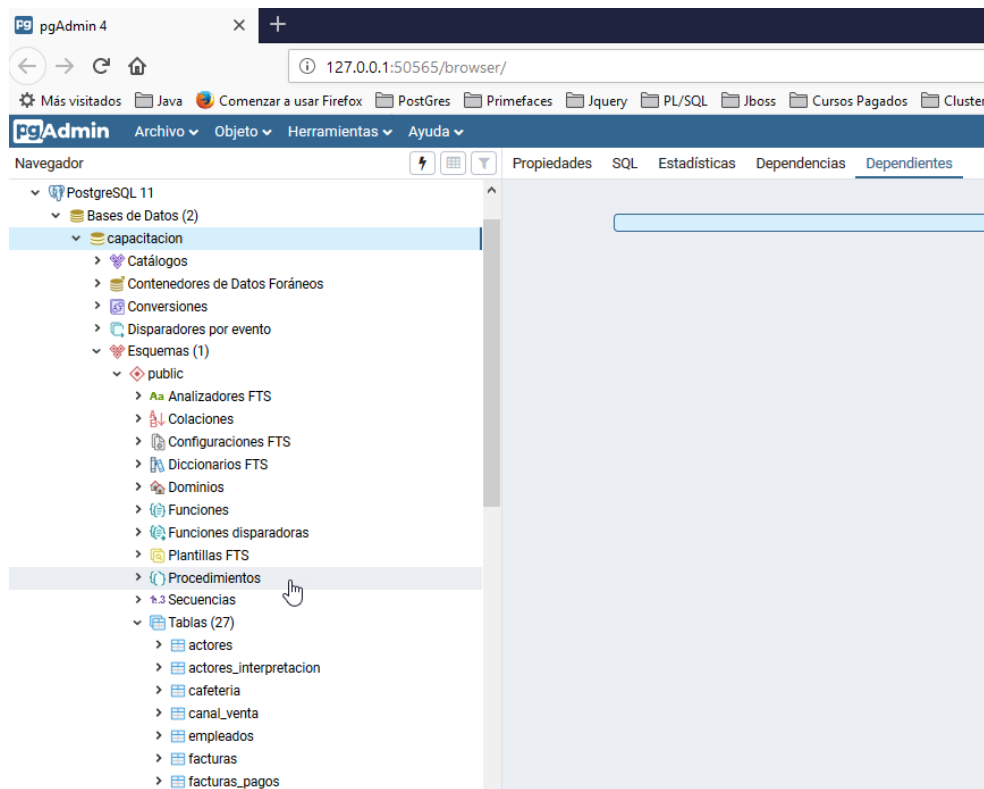 pgAdmin 4
127.0.0.1:50565/browser/
Más visitados Java Comenzar a usar Firefox PostGres Primefaces Jquery PL/SQL Jboss Cursos Pagados Cluster
pgAdmin Archivo Objeto Herramientas Ayuda
Navegador Propiedades SQL Estadísticas Dependencias Dependientes
PostgreSQL 11
Bases de Datos (2)
capacitacion
Catálogos
Contenedores de Datos Foráneos
Conversiones
Disparadores por evento
Esquemas (1)
public
Aa Analizadores FTS
Colaciones
Configuraciones FTS
Diccionarios FTS
Dominios
Funciones
Funciones disparadoras
Plantillas FTS
Procedimientos
1..3 Secuencias
Tablas (27)
actores
actores_interpretacion
cafeteria
canal_venta
empleados
facturas
facturas_pagos